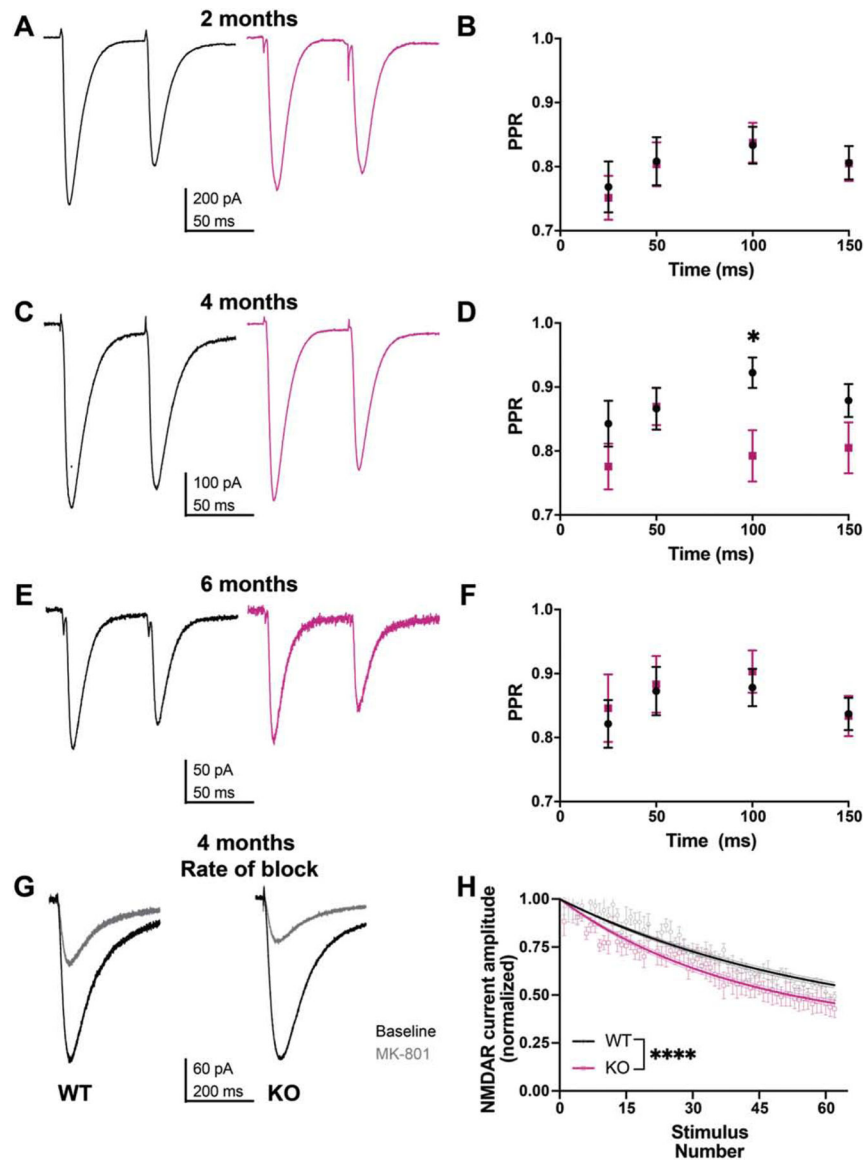 A
2 months
200 pA
50 ms
B
1.0
0.9
0.8
0.7
PPR
0
50
100
150
Time (ms)
C
4 months
100 pA
50 ms
D
1.0
0.9
0.8
0.7
PPR
*
0
50
100
150
Time (ms)
E
6 months
50 pA
50 ms
F
1.0
0.9
0.8
0.7
PPR
0
50
100
150
Time (ms)
G
4 months
Rate of block
Baseline
MK-801
60 pA
200 ms
WT
KO
H
1.00
0.75
0.50
0.25
0.00
NMDAR current amplitude
(normalized)
WT
KO
****
0
15
30
45
60
Stimulus
Number